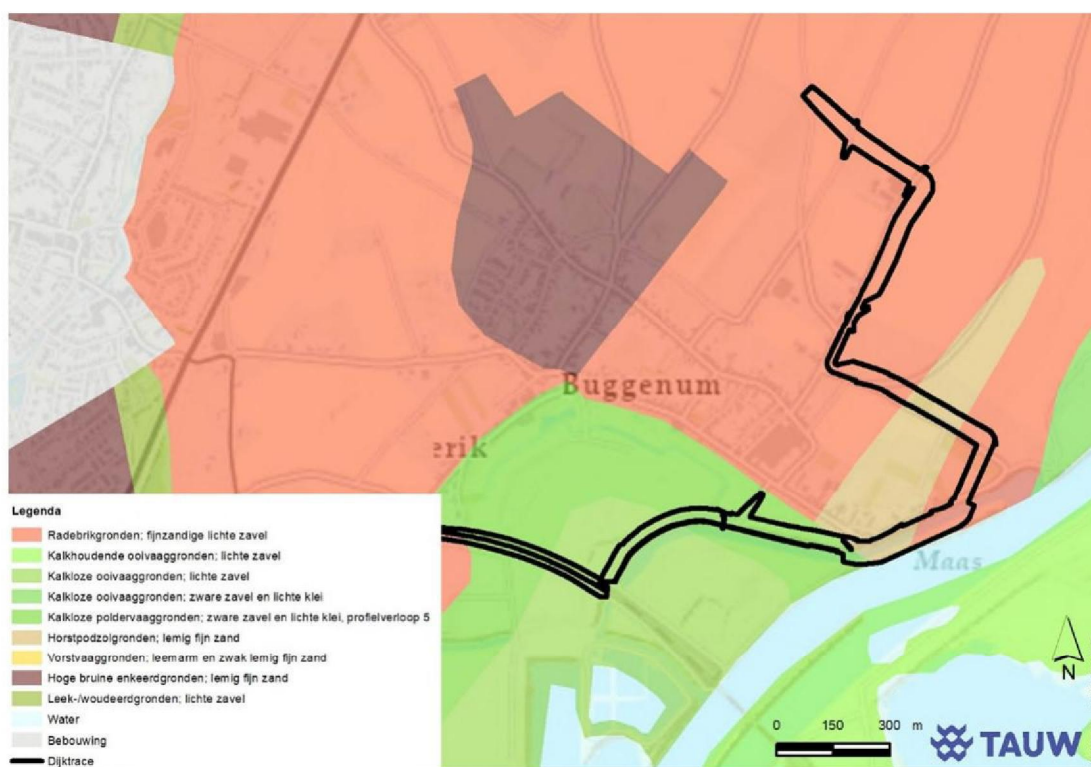 Buggenum
erik
Maas
Legenda
Radebrikgronden; fijnzandige lichte zavel
Kalkhoudende ooivaaggronden; lichte zavel
Kalkloze ooivaaggronden; lichte zavel
Kalkloze ooivaaggronden; zware zavel en lichte klei
Kalkloze poldervaaggronden; zware zavel en lichte klei, profielverloop 5
Horstpodzolgronden; lemig fijn zand
Vorstvaaggronden; leemarm en zwak lemig fijn zand
Hoge bruine enkeerdgronden; lemig fijn zand
Leek-/woudeerdgronden; lichte zavel
Water
Bebouwing
Dijktrace
N
0 150 300 m
TAUW